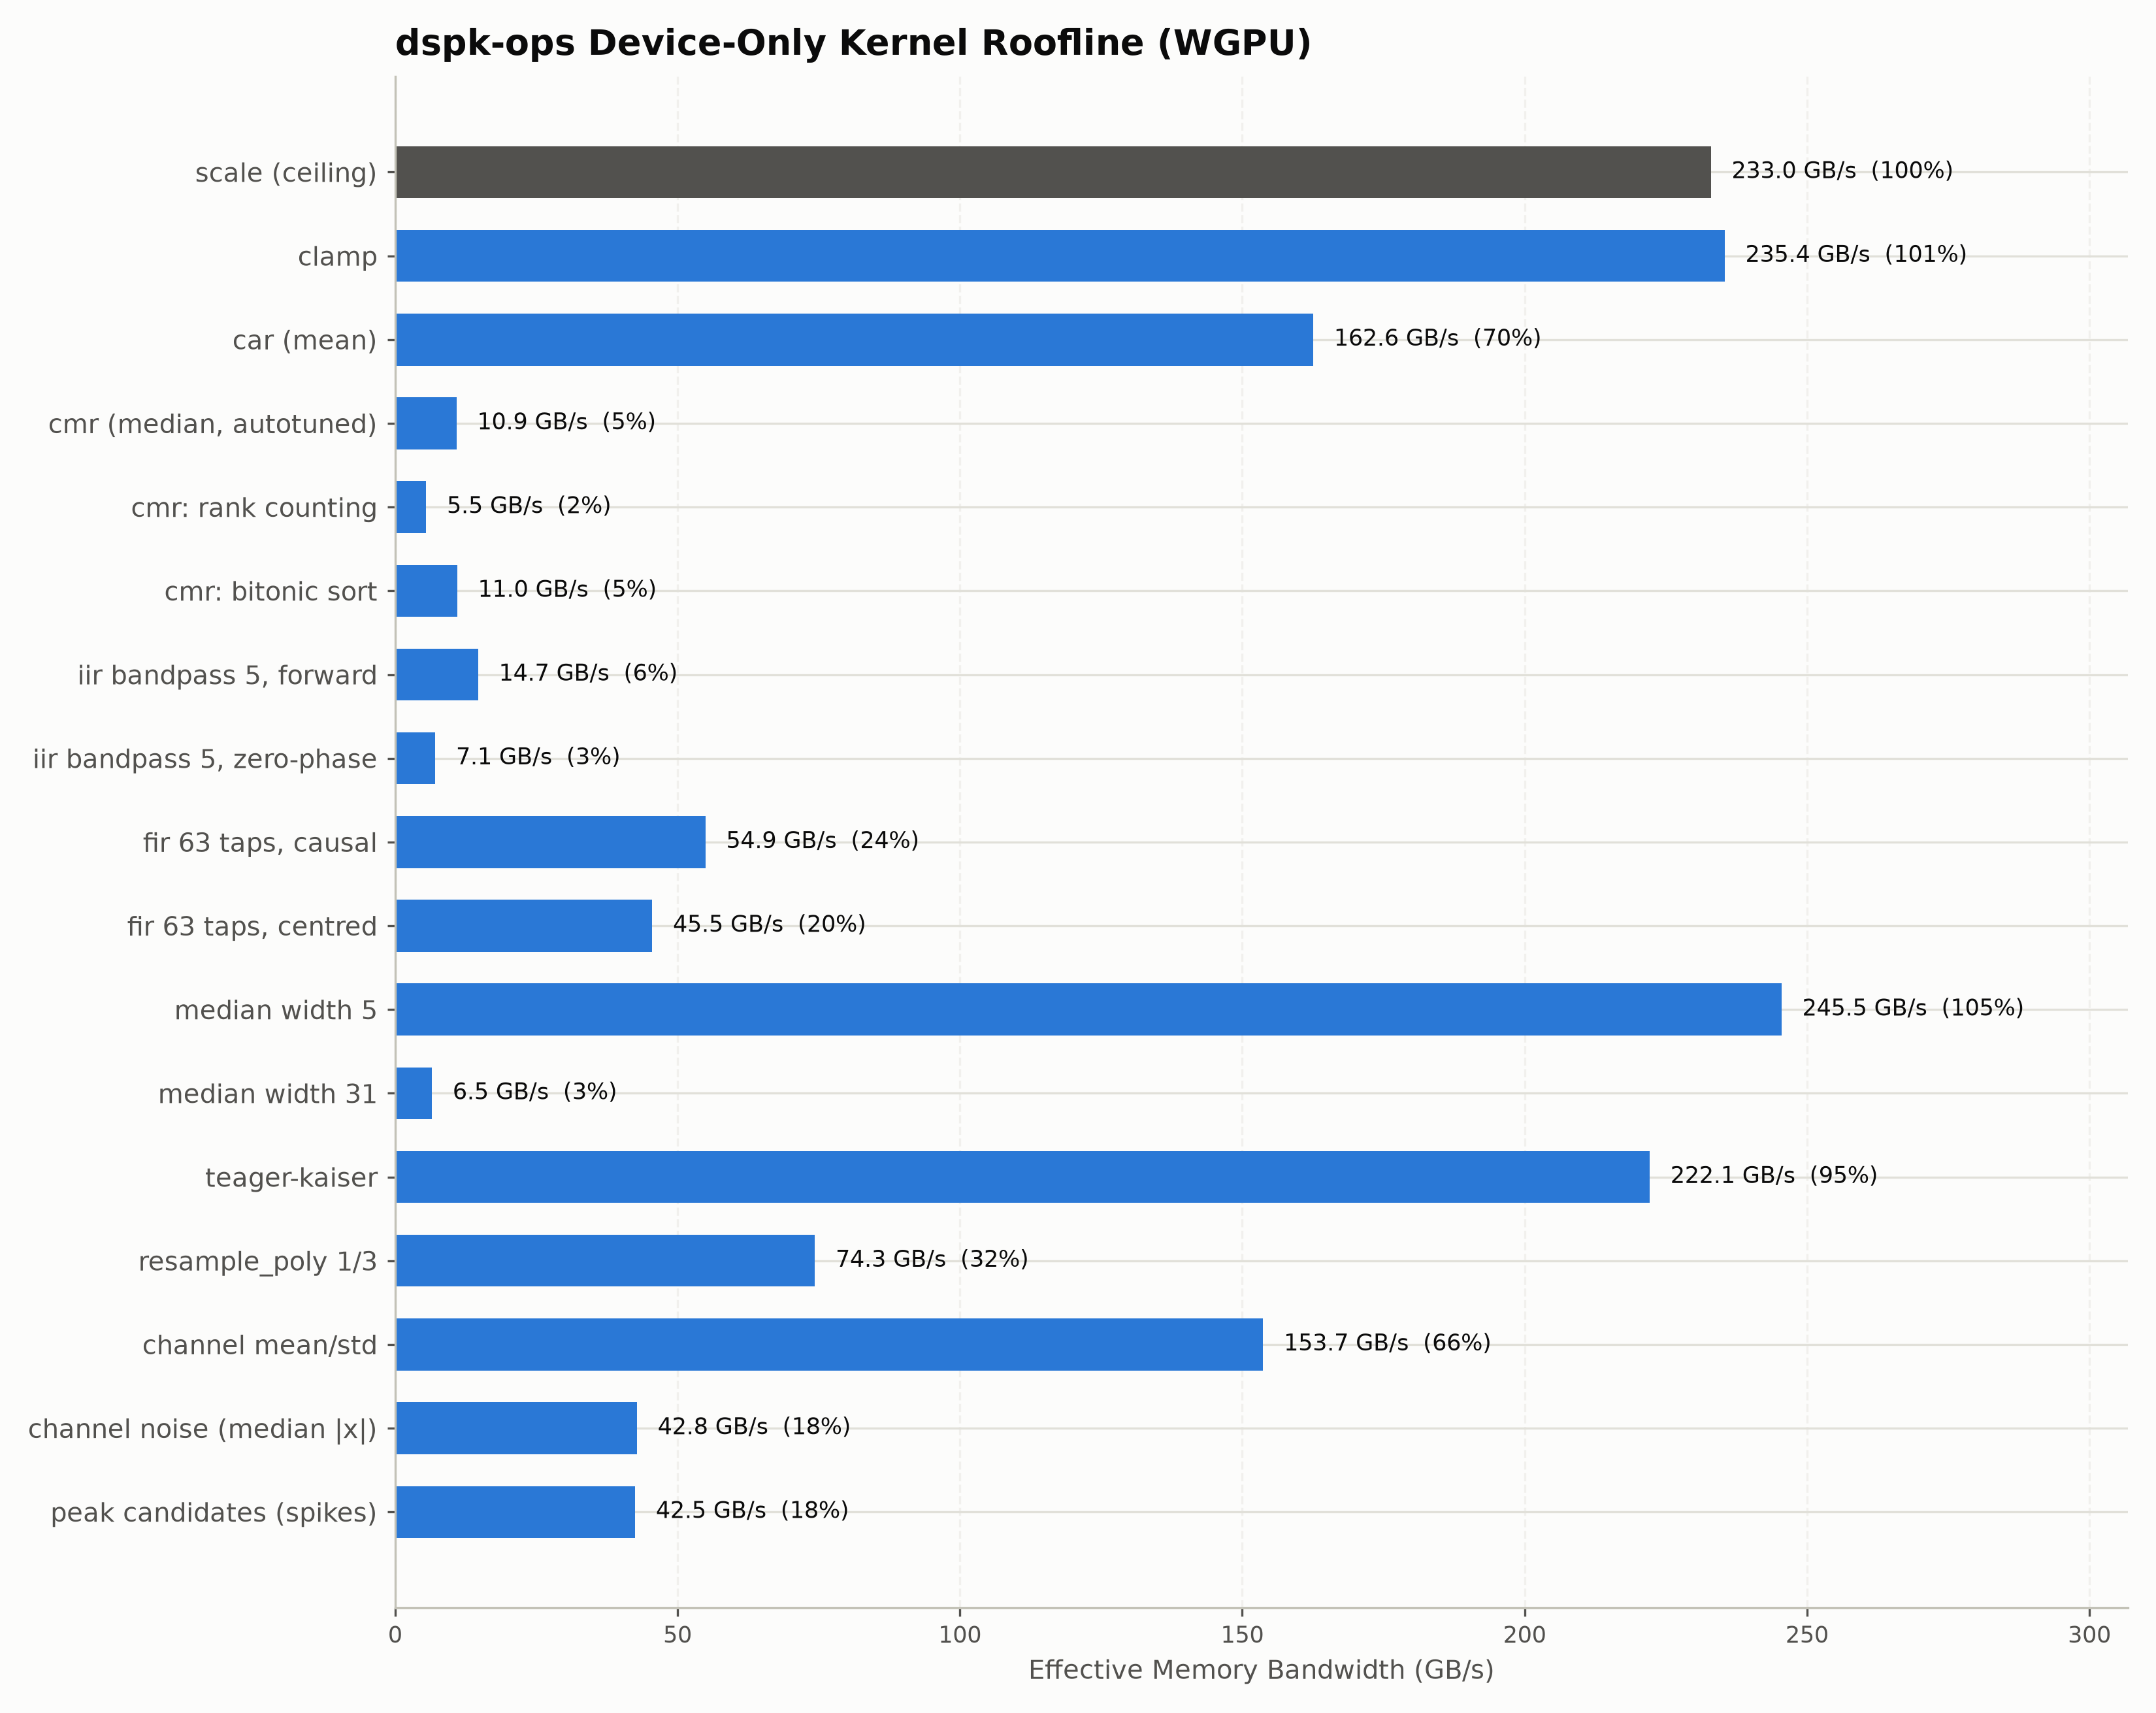 dspk-ops Device-Only Kernel Roofline (WGPU)
scale (ceiling) 233.0 GB/s (100%)
clamp 235.4 GB/s (101%)
car (mean) 162.6 GB/s (70%)
cmr (median, autotuned) 10.9 GB/s (5%)
cmr: rank counting 5.5 GB/s (2%)
cmr: bitonic sort 11.0 GB/s (5%)
iir bandpass 5, forward 14.7 GB/s (6%)
iir bandpass 5, zero-phase 7.1 GB/s (3%)
fir 63 taps, causal 54.9 GB/s (24%)
fir 63 taps, centred 45.5 GB/s (20%)
median width 5 245.5 GB/s (105%)
median width 31 6.5 GB/s (3%)
teager-kaiser 222.1 GB/s (95%)
resample_poly 1/3 74.3 GB/s (32%)
channel mean/std 153.7 GB/s (66%)
channel noise (median |x|) 42.8 GB/s (18%)
peak candidates (spikes) 42.5 GB/s (18%)
0 50 100 150 200 250 300
Effective Memory Bandwidth (GB/s)